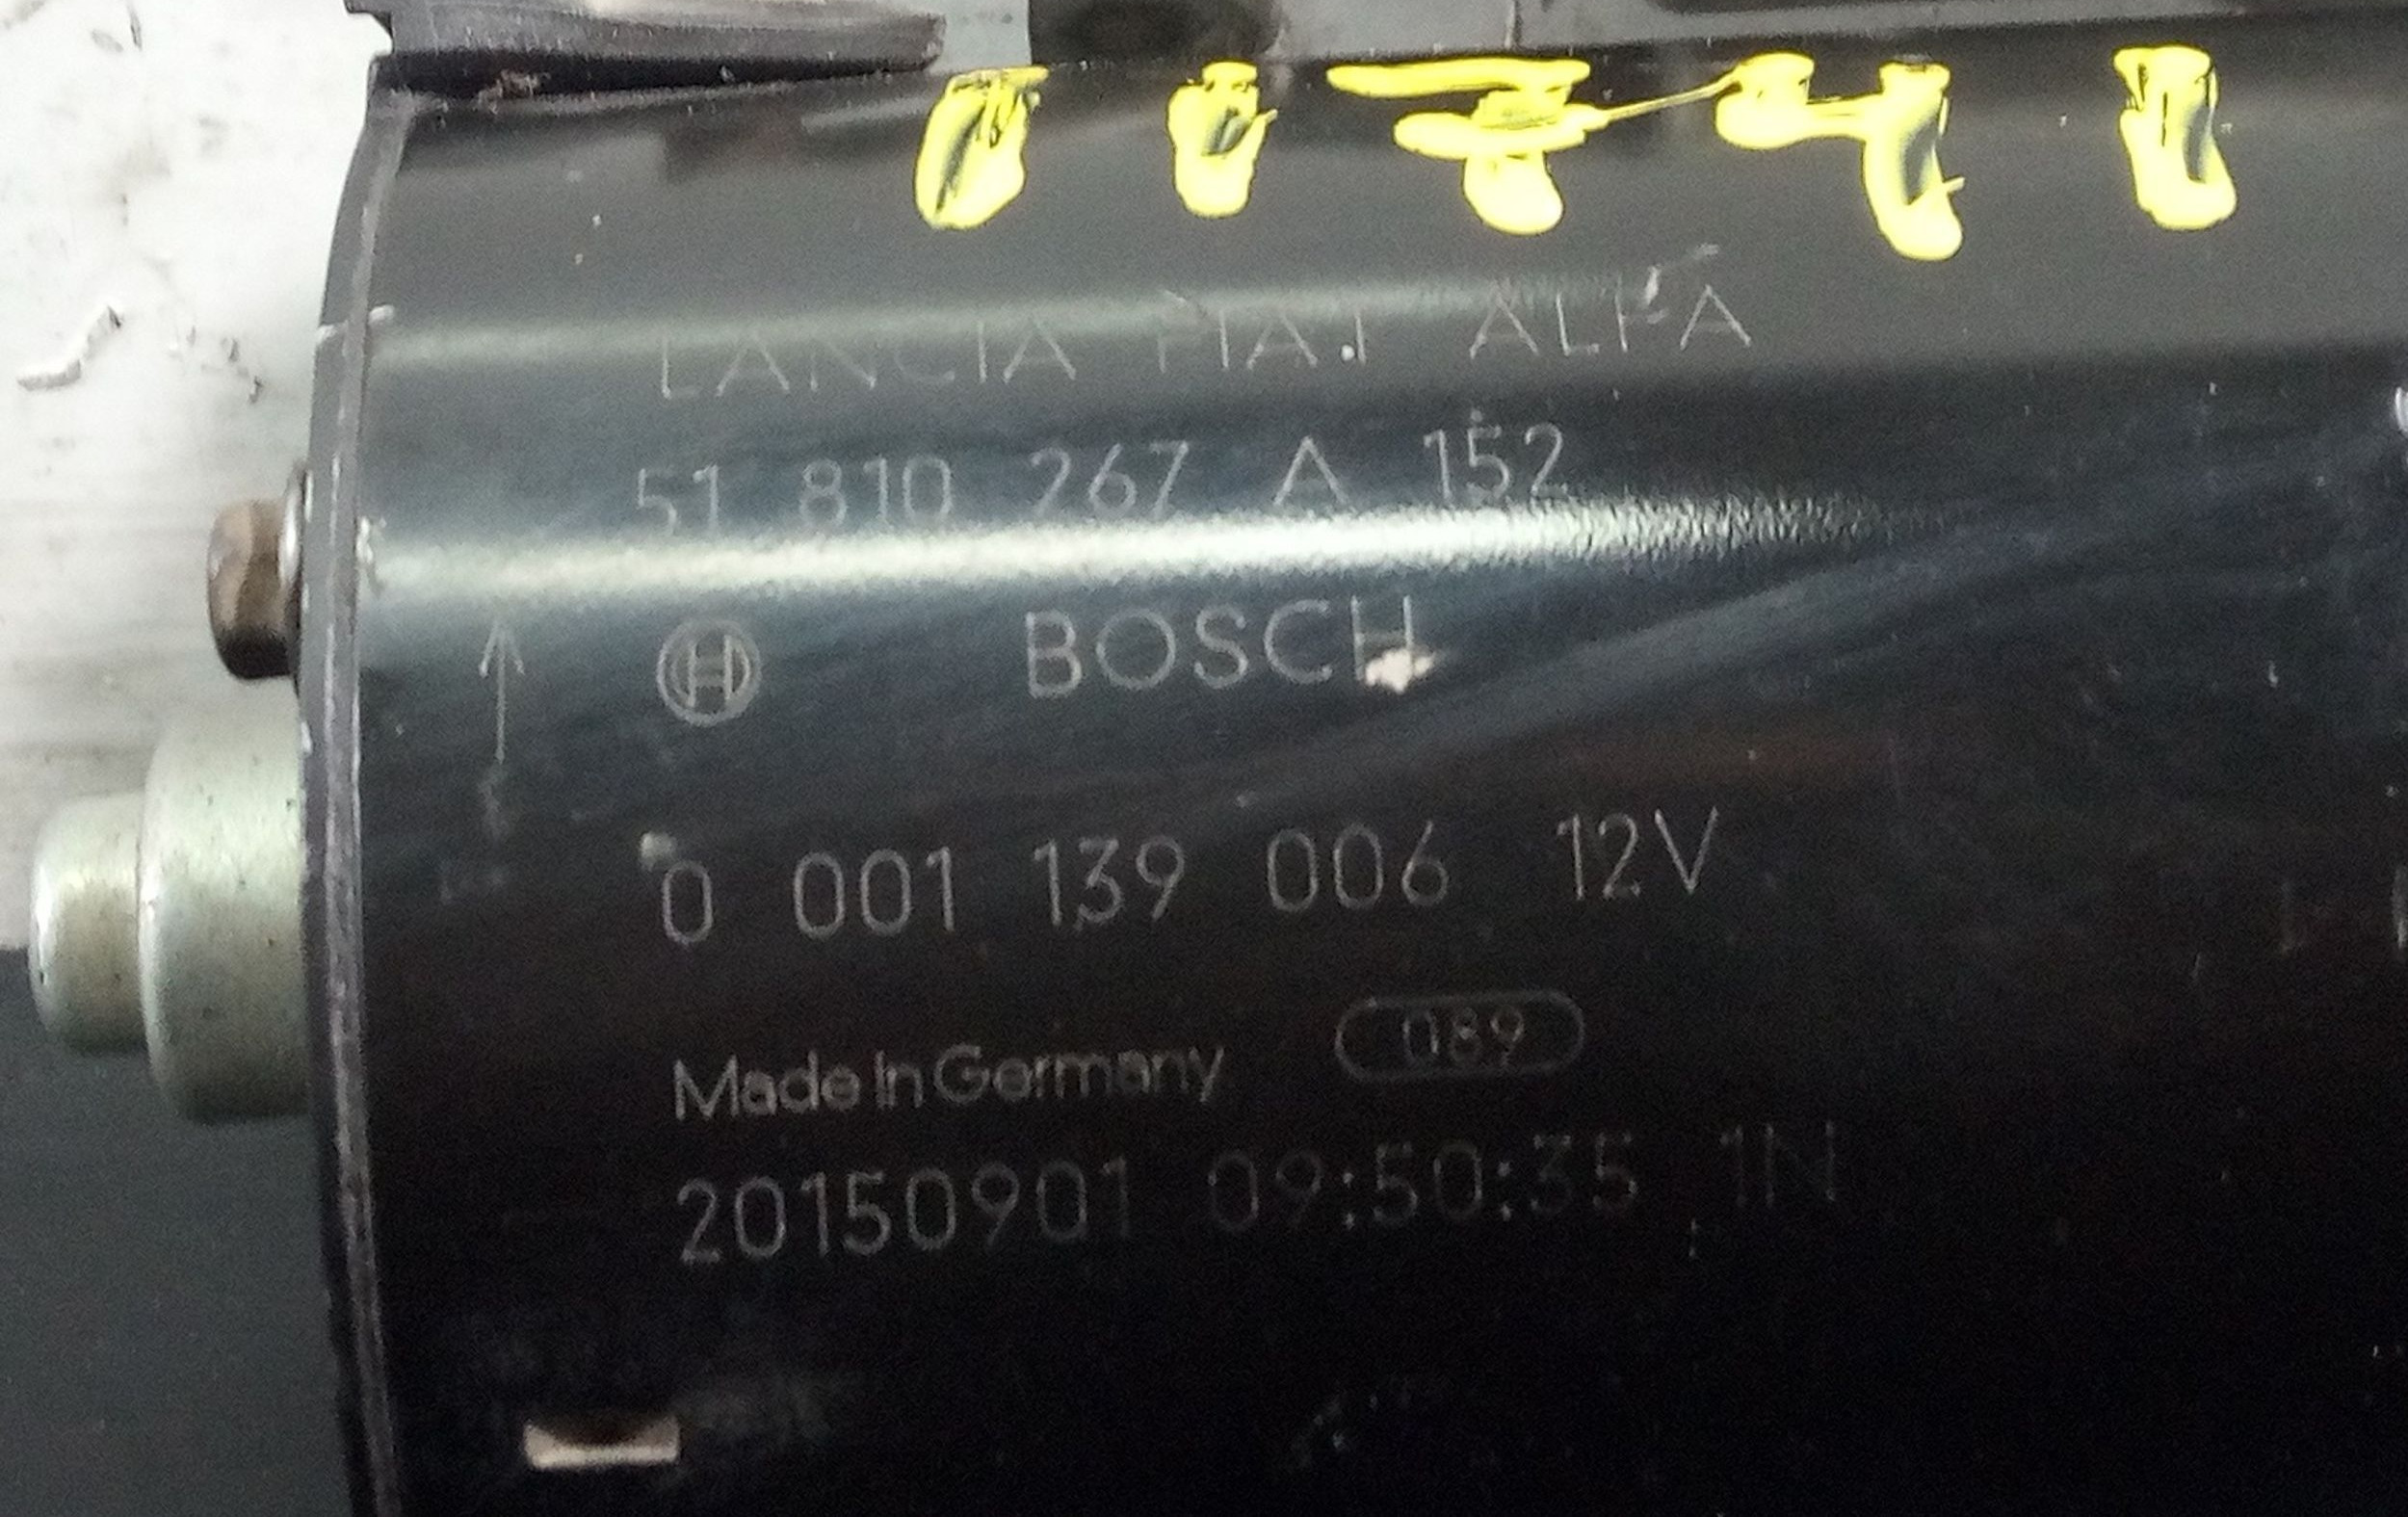 LANCIA FIAT ALFA
51 810 267 A 152
BOSCH
0 001 139 006 12V
Made in Germany 089
20150901 09:50:35 1N